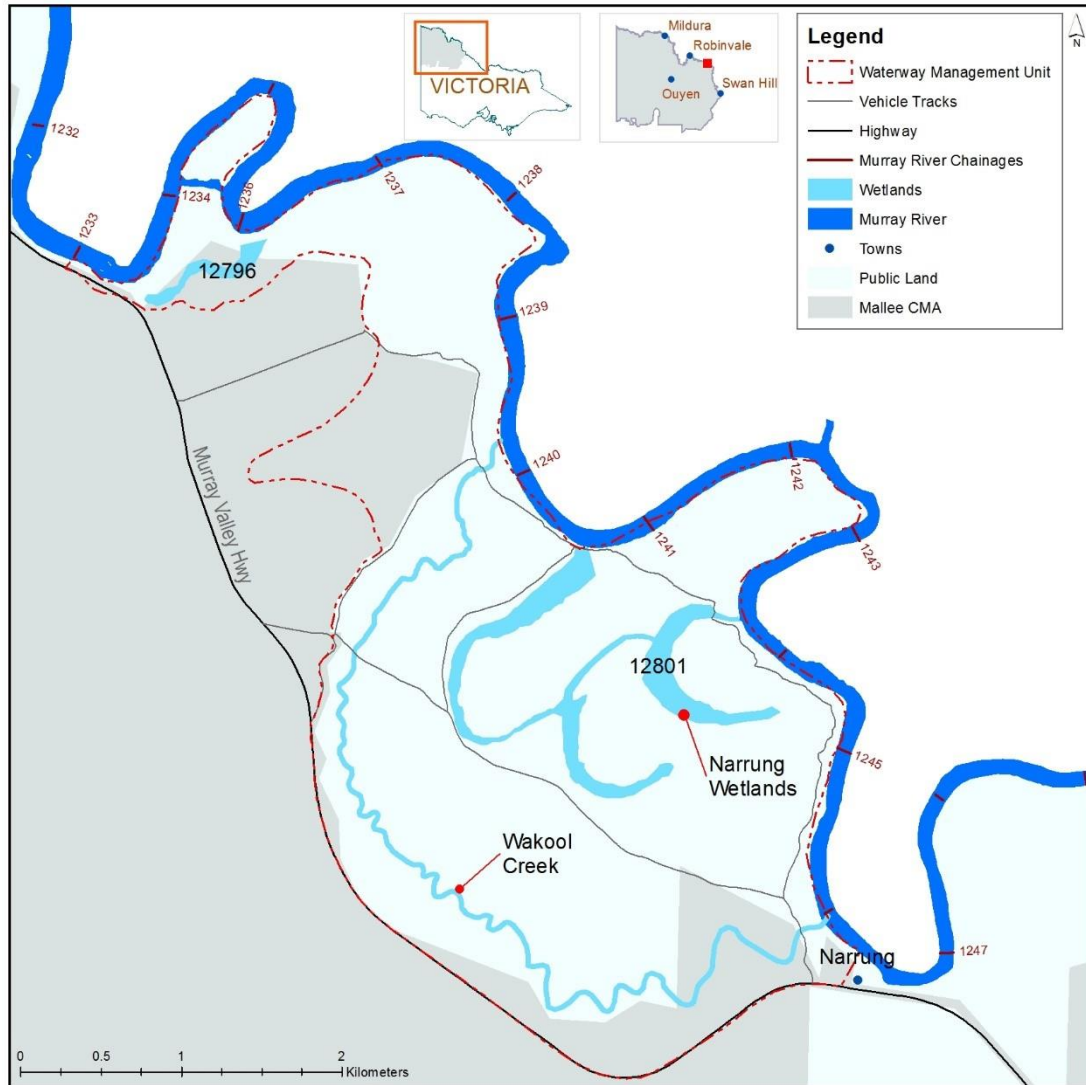 Mildura
Robinvale
Ouyen
Swan Hill
VICTORIA
Legend
Waterway Management Unit
Vehicle Tracks
Highway
Murray River Chainages
Wetlands
Murray River
Towns
Public Land
Mallee CMA
N
1232
1233
1234
1236
1237
1238
12796
1239
1240
1241
1242
1243
Murray Valley Hwy
12801
Narrung
Wetlands
1245
Wakool
Creek
Narrung
1247
0 0.5 1 2
Kilometers